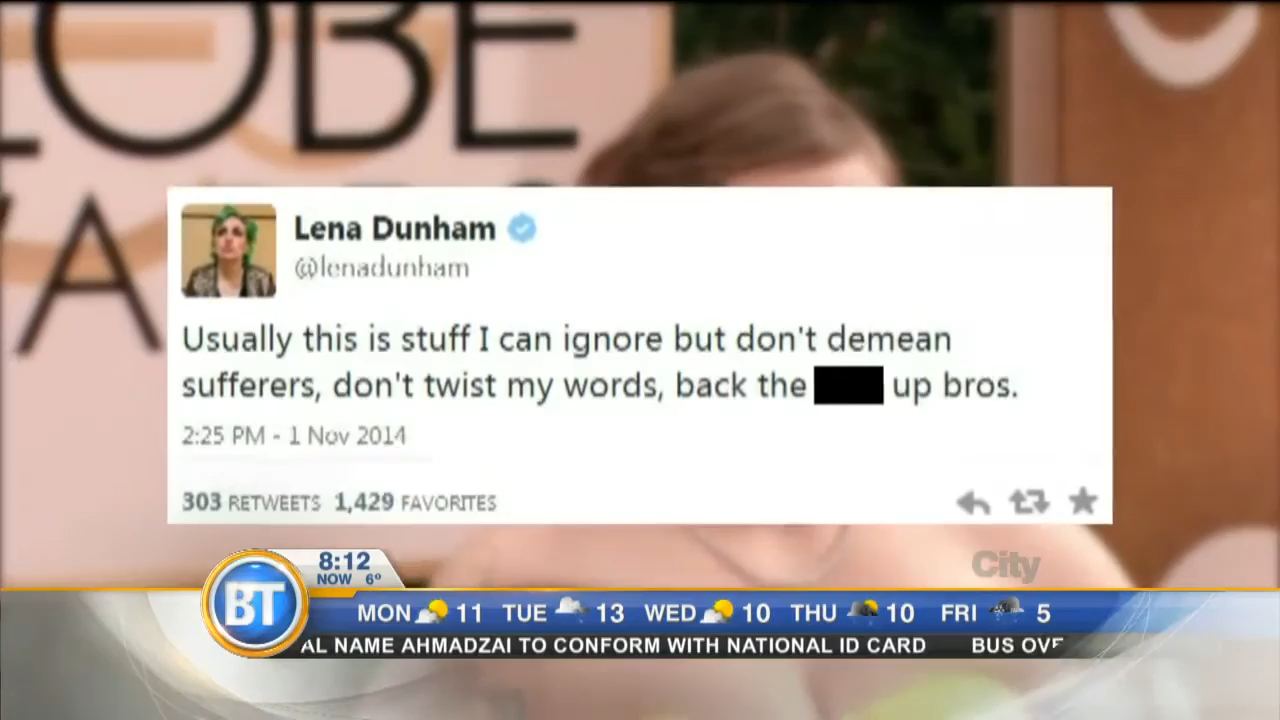 LOBE
Lena Dunham
@lenadunham
Usually this is stuff I can ignore but don't demean
sufferers, don't twist my words, back the up bros.
2:25 PM - 1 Nov 2014
303 RETWEETS 1,429 FAVORITES
City
8:12
NOW 6°
BT
MON 11 TUE 13 WED 10 THU 10 FRI 5
AL NAME AHMADZAI TO CONFORM WITH NATIONAL ID CARD BUS OVE